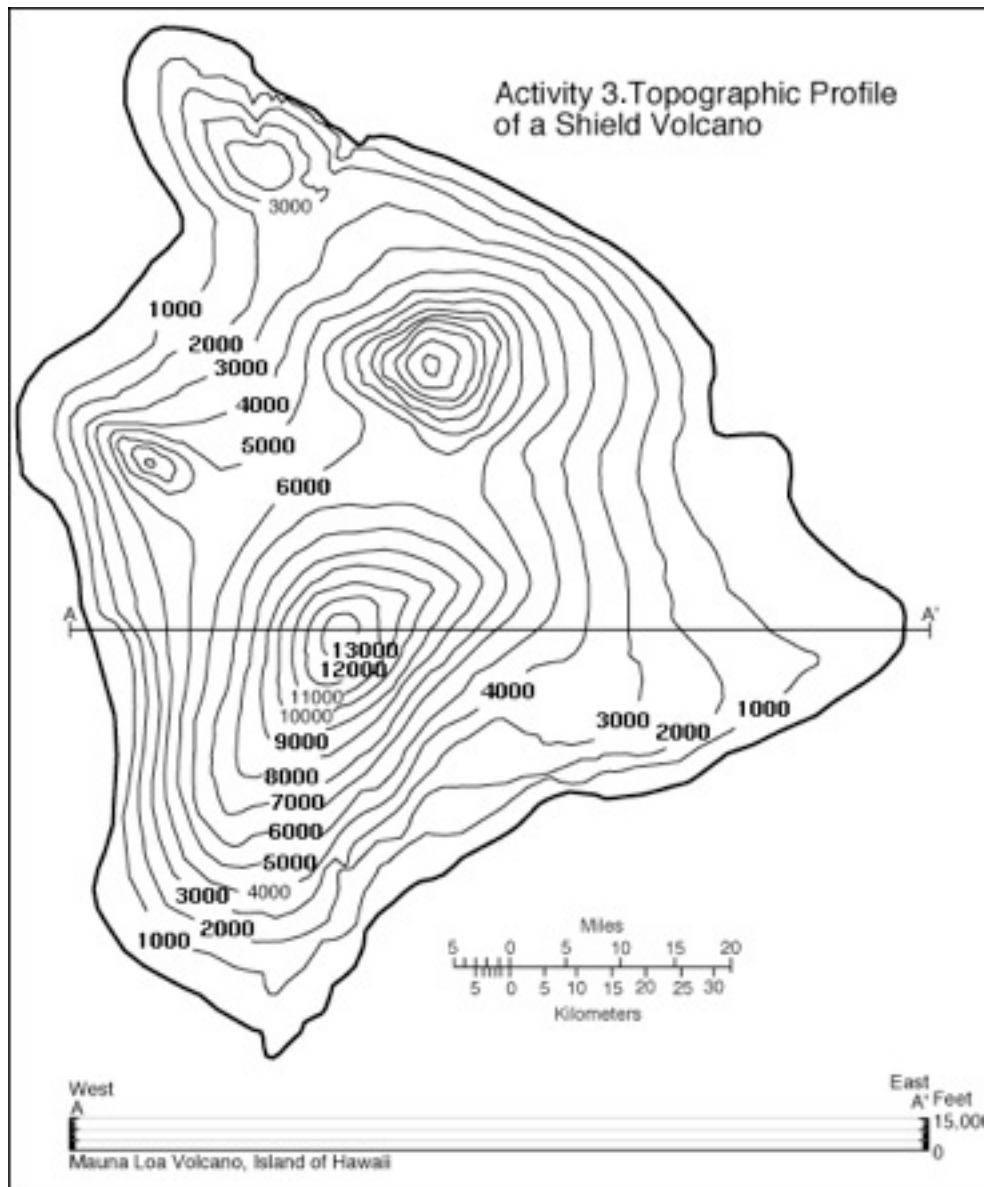 Activity 3.Topographic Profile
of a Shield Volcano
3000
1000
2000
3000
4000
5000
6000
A
A'
13000
12000
11000
10000
9000
8000
7000
6000
5000
4000
3000
2000
1000
4000
3000
2000
1000
Miles
5 0 5 10 15 20
5 0 5 10 15 20 25 30
Kilometers
West
A
East
A' Feet
15,000
0
Mauna Loa Volcano, Island of Hawaii